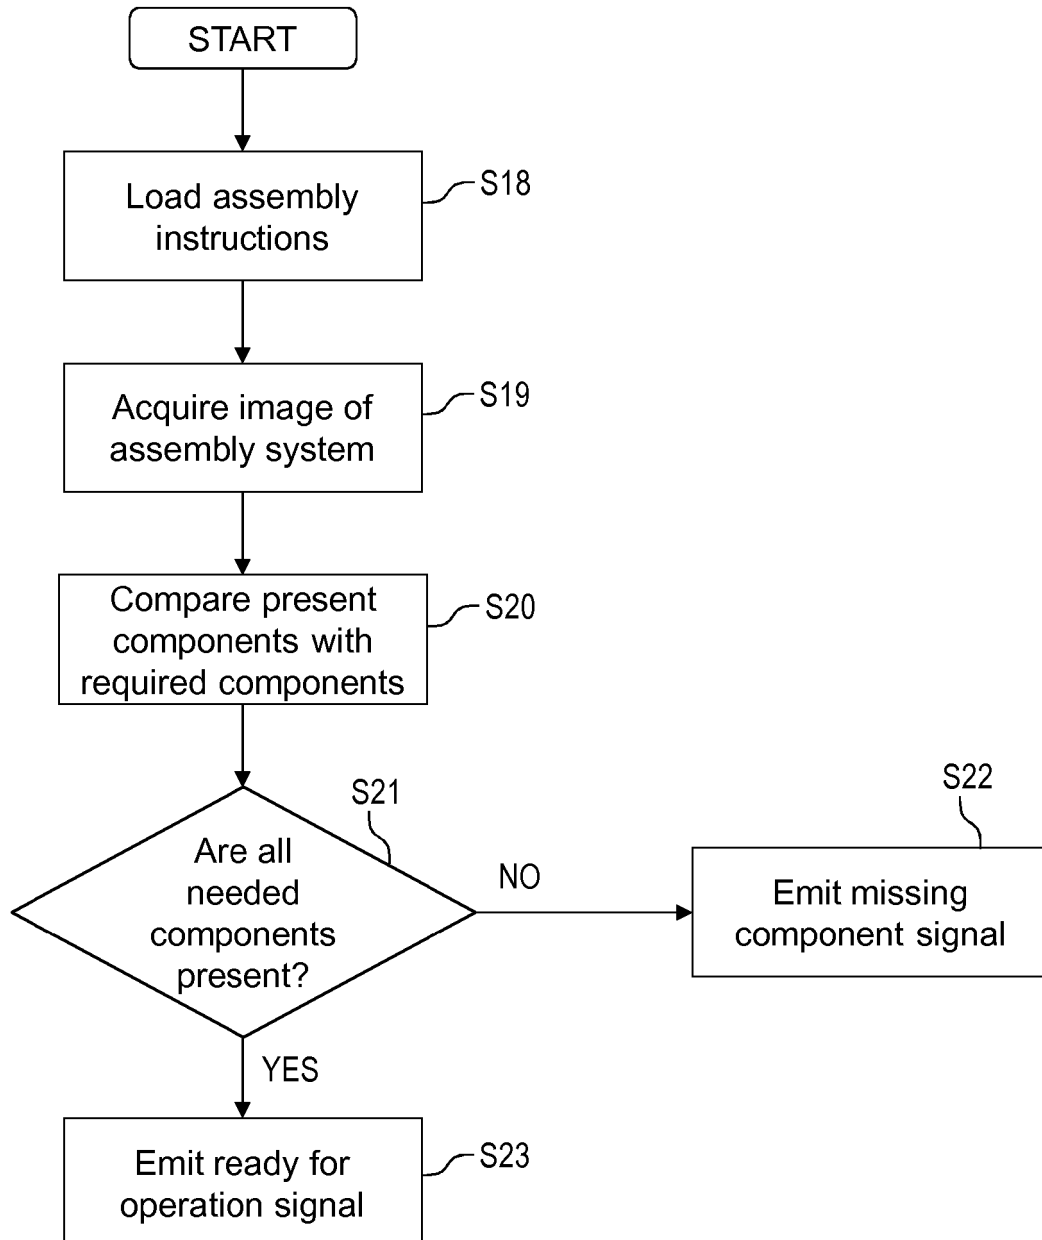 START
Load assembly
instructions
S18
Acquire image of
assembly system
S19
Compare present
components with
required components
S20
Are all
needed
components
present?
S21
NO
Emit missing
component signal
S22
YES
Emit ready for
operation signal
S23